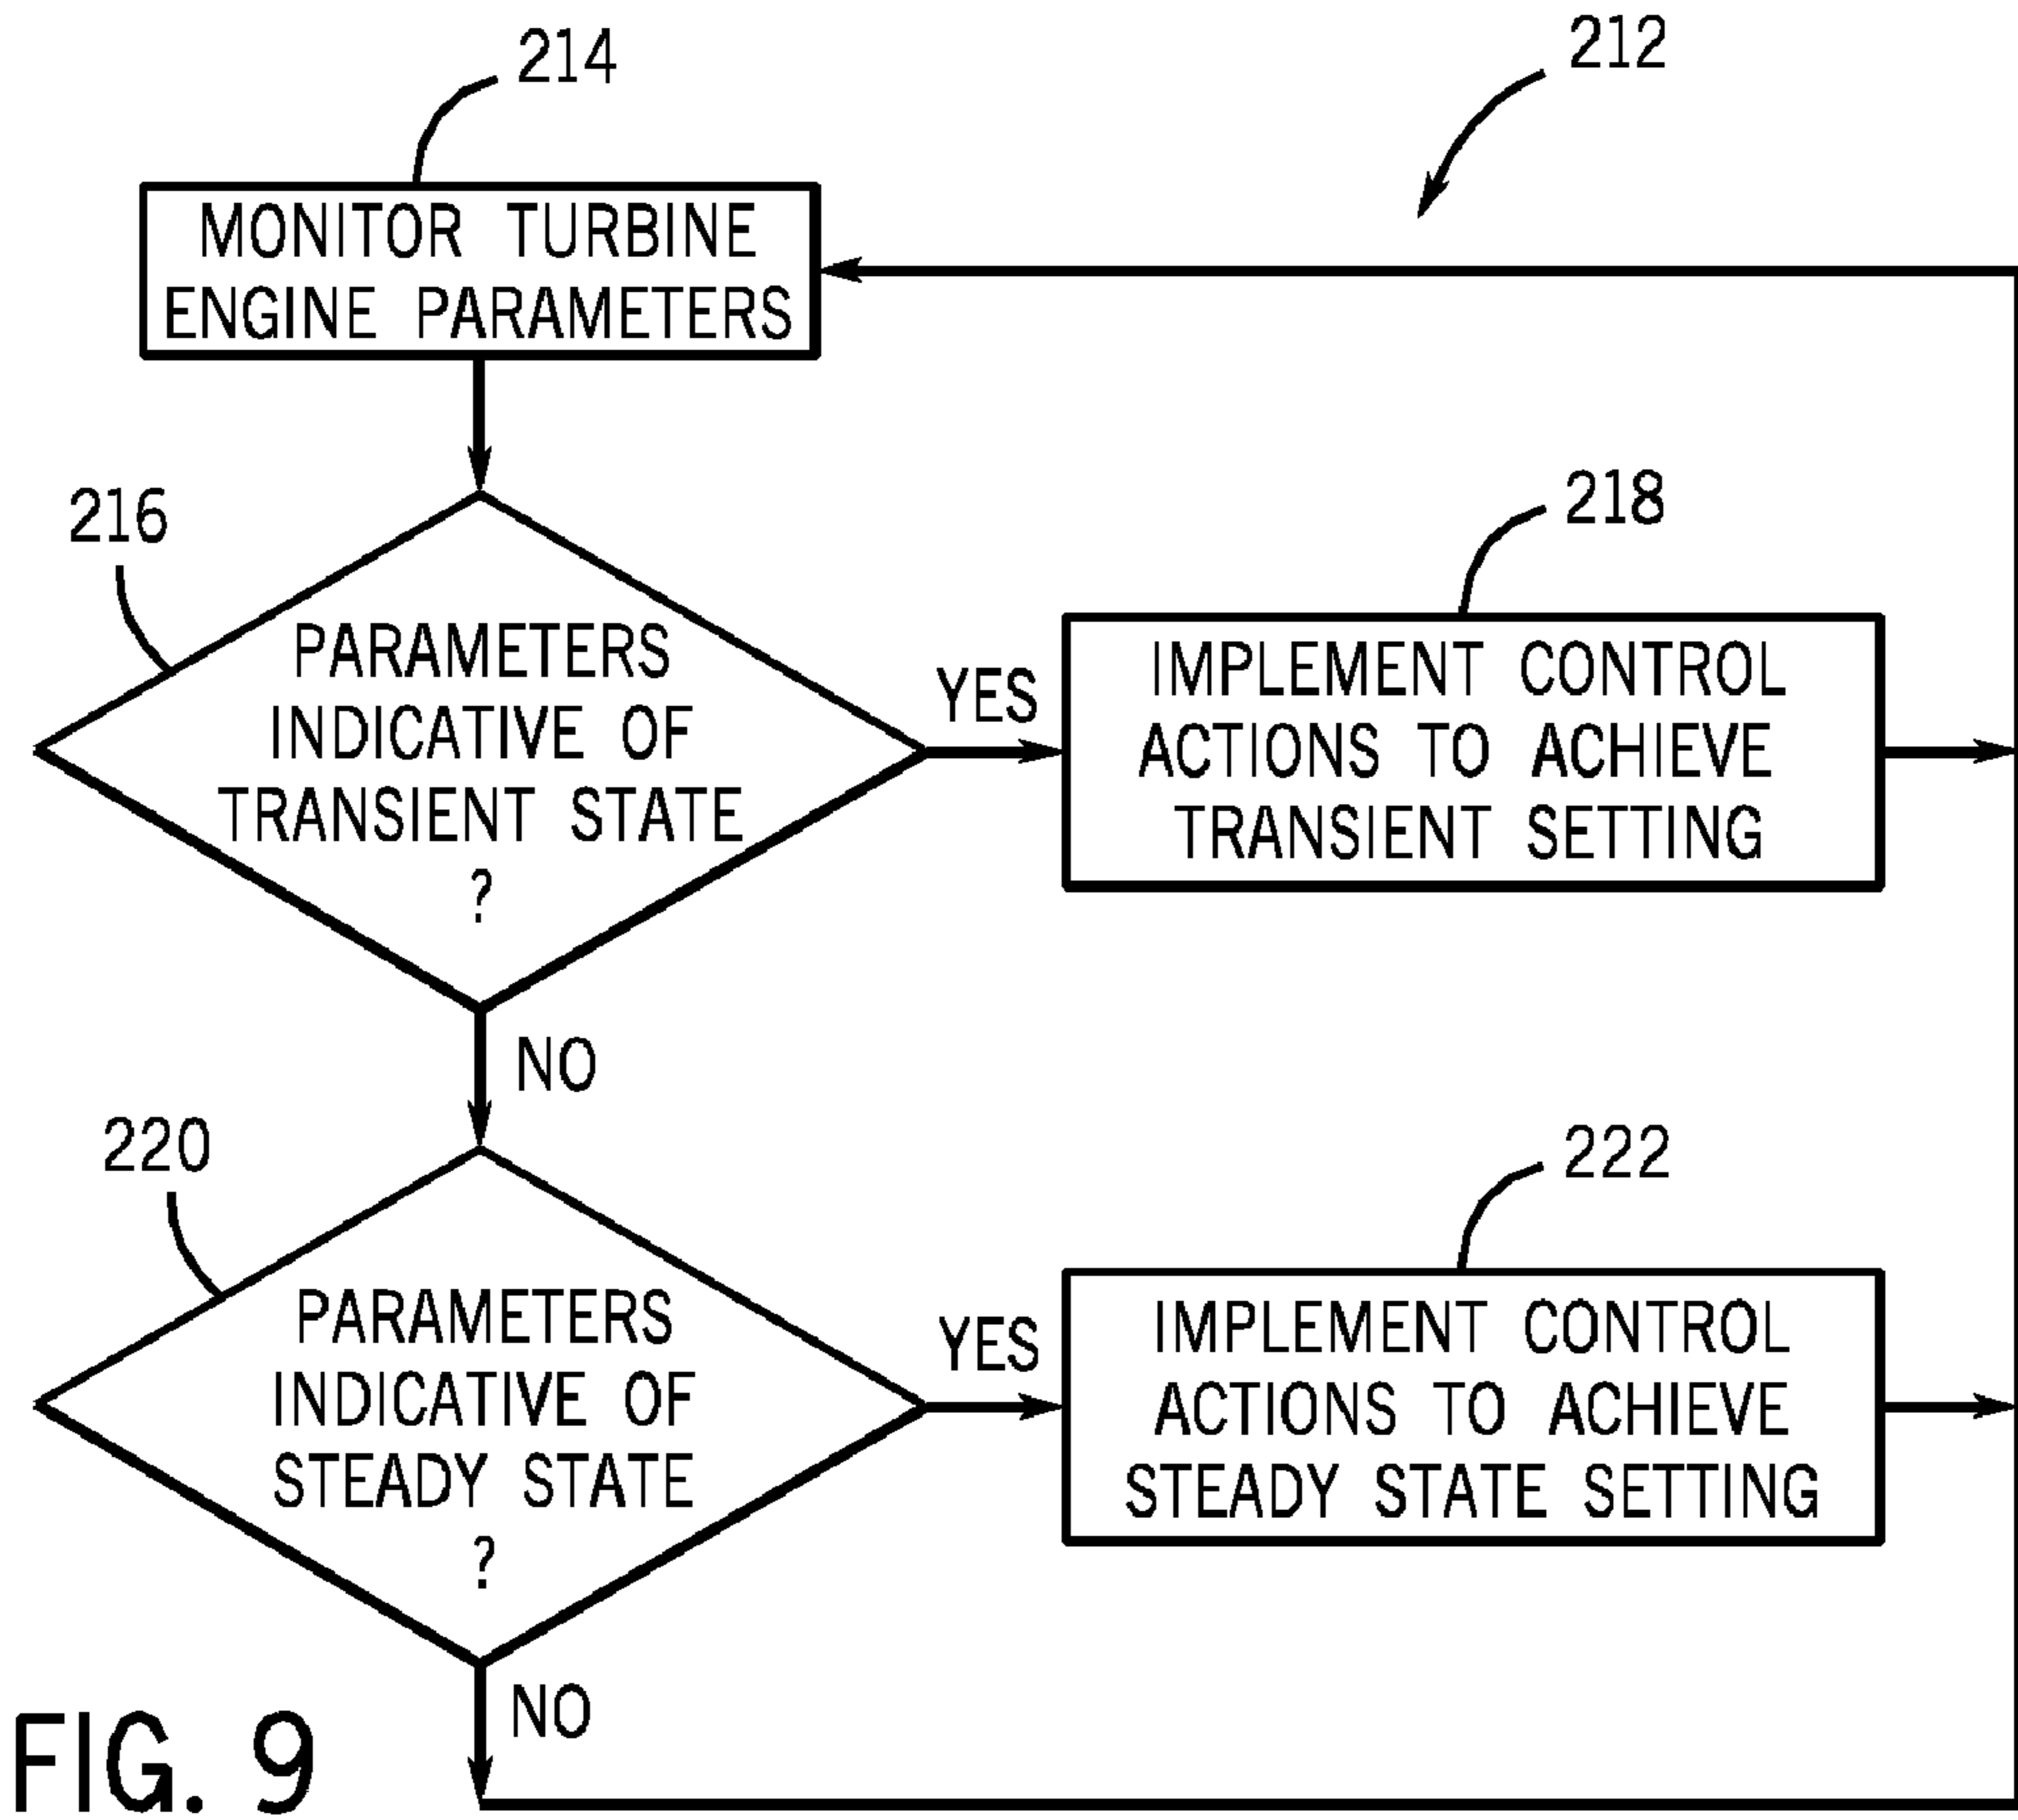 214
212
MONITOR TURBINE
ENGINE PARAMETERS
216
PARAMETERS
INDICATIVE OF
TRANSIENT STATE
?
YES
218
IMPLEMENT CONTROL
ACTIONS TO ACHIEVE
TRANSIENT SETTING
NO
220
PARAMETERS
INDICATIVE OF
STEADY STATE
?
YES
222
IMPLEMENT CONTROL
ACTIONS TO ACHIEVE
STEADY STATE SETTING
NO
FIG. 9